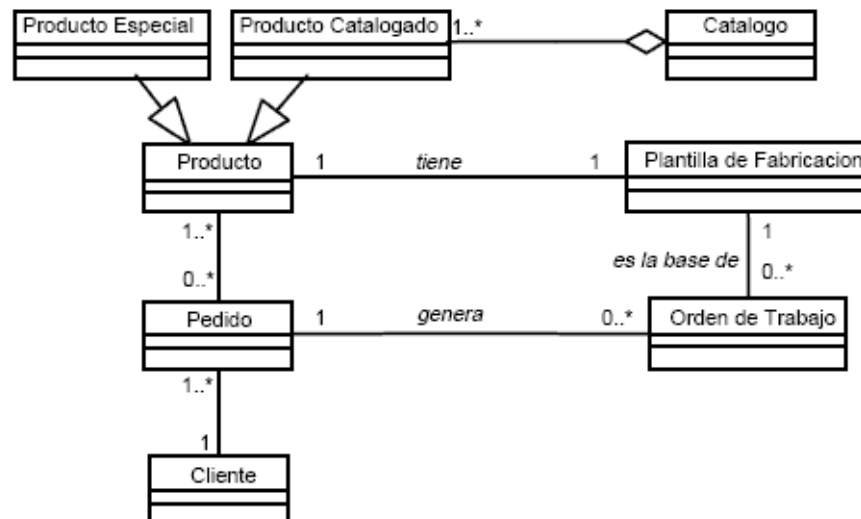 Producto Especial
Producto Catalogado
1..*
Catalogo
Producto
1
tiene
1
Plantilla de Fabricacion
1..*
0..*
1
es la base de
0..*
Pedido
1
genera
0..*
Orden de Trabajo
1..*
1
Cliente